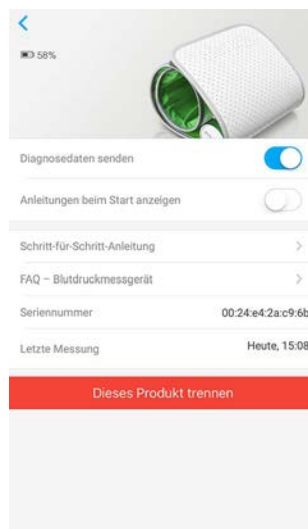 58%
Diagnosedaten senden
Anleitungen beim Start anzeigen
Schritt-für-Schritt-Anleitung
FAQ – Blutdruckmessgerät
Seriennummer 00:24:e4:2a:c9:6b
Letzte Messung Heute, 15:08
Dieses Produkt trennen